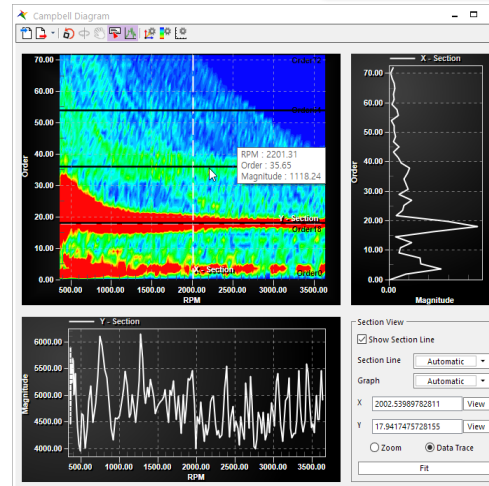 Campbell Diagram
70.00
60.00
50.00
40.00
30.00
20.00
10.00
0.00
Order
500.00 1000.00 1500.00 2000.00 2500.00 3000.00 3500.00
RPM
RPM : 2201.31
Order : 35.65
Magnitude : 1118.24
Y - Section
X - Section
X - Section
70.00
60.00
50.00
40.00
30.00
20.00
10.00
0.00
Order
0.00
Magnitude
Y - Section
6000.00
5500.00
5000.00
4500.00
4000.00
Magnitude
500.00 1000.00 1500.00 2000.00 2500.00 3000.00 3500.00
RPM
Section View
Show Section Line
Section Line Automatic
Graph Automatic
X 2002.53989782811 View
Y 17.9417475728155 View
Zoom Data Trace
Fit